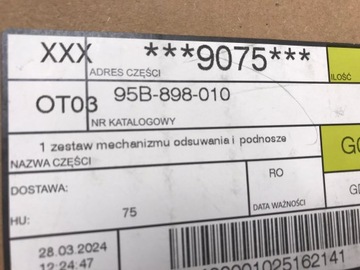 XXX ***9075***
ADRES CZĘŚCI
ILOŚĆ
OT03 95B-898-010
NR KATALOGOWY
1 zestaw mechanizmu odsuwania i podnosze
NAZWA CZĘŚCI
DOSTAWA:
RO
HU: 75
DATA WAŻNOŚCI
28.03.2024
12:24:47
0001025162141